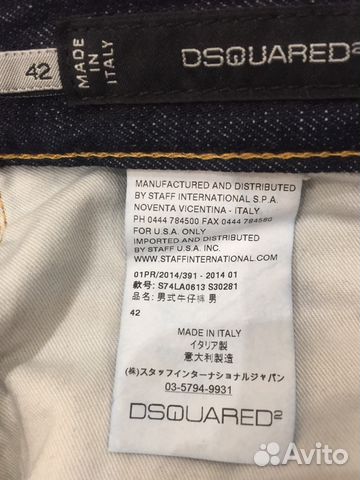 42
MADE
IN
ITALY
DSQUARED²
MANUFACTURED AND DISTRIBUTED
BY STAFF INTERNATIONAL S.P.A.
NOVENTA VICENTINA - ITALY
PH 0444 784500 FAX 0444 784560
FOR U.S.A. ONLY
IMPORTED AND DISTRIBUTED
BY STAFF U.S.A. INC.
WWW.STAFFINTERNATIONAL.COM
01PR/2014/391 - 2014 01
款号: S74LA0613 S30281
品名: 男式牛仔裤 男
42
MADE IN ITALY
イタリア製
意大利製造
(株)スタッフインターナショナルジャパン
03-5794-9931
DSQUARED²
Avito